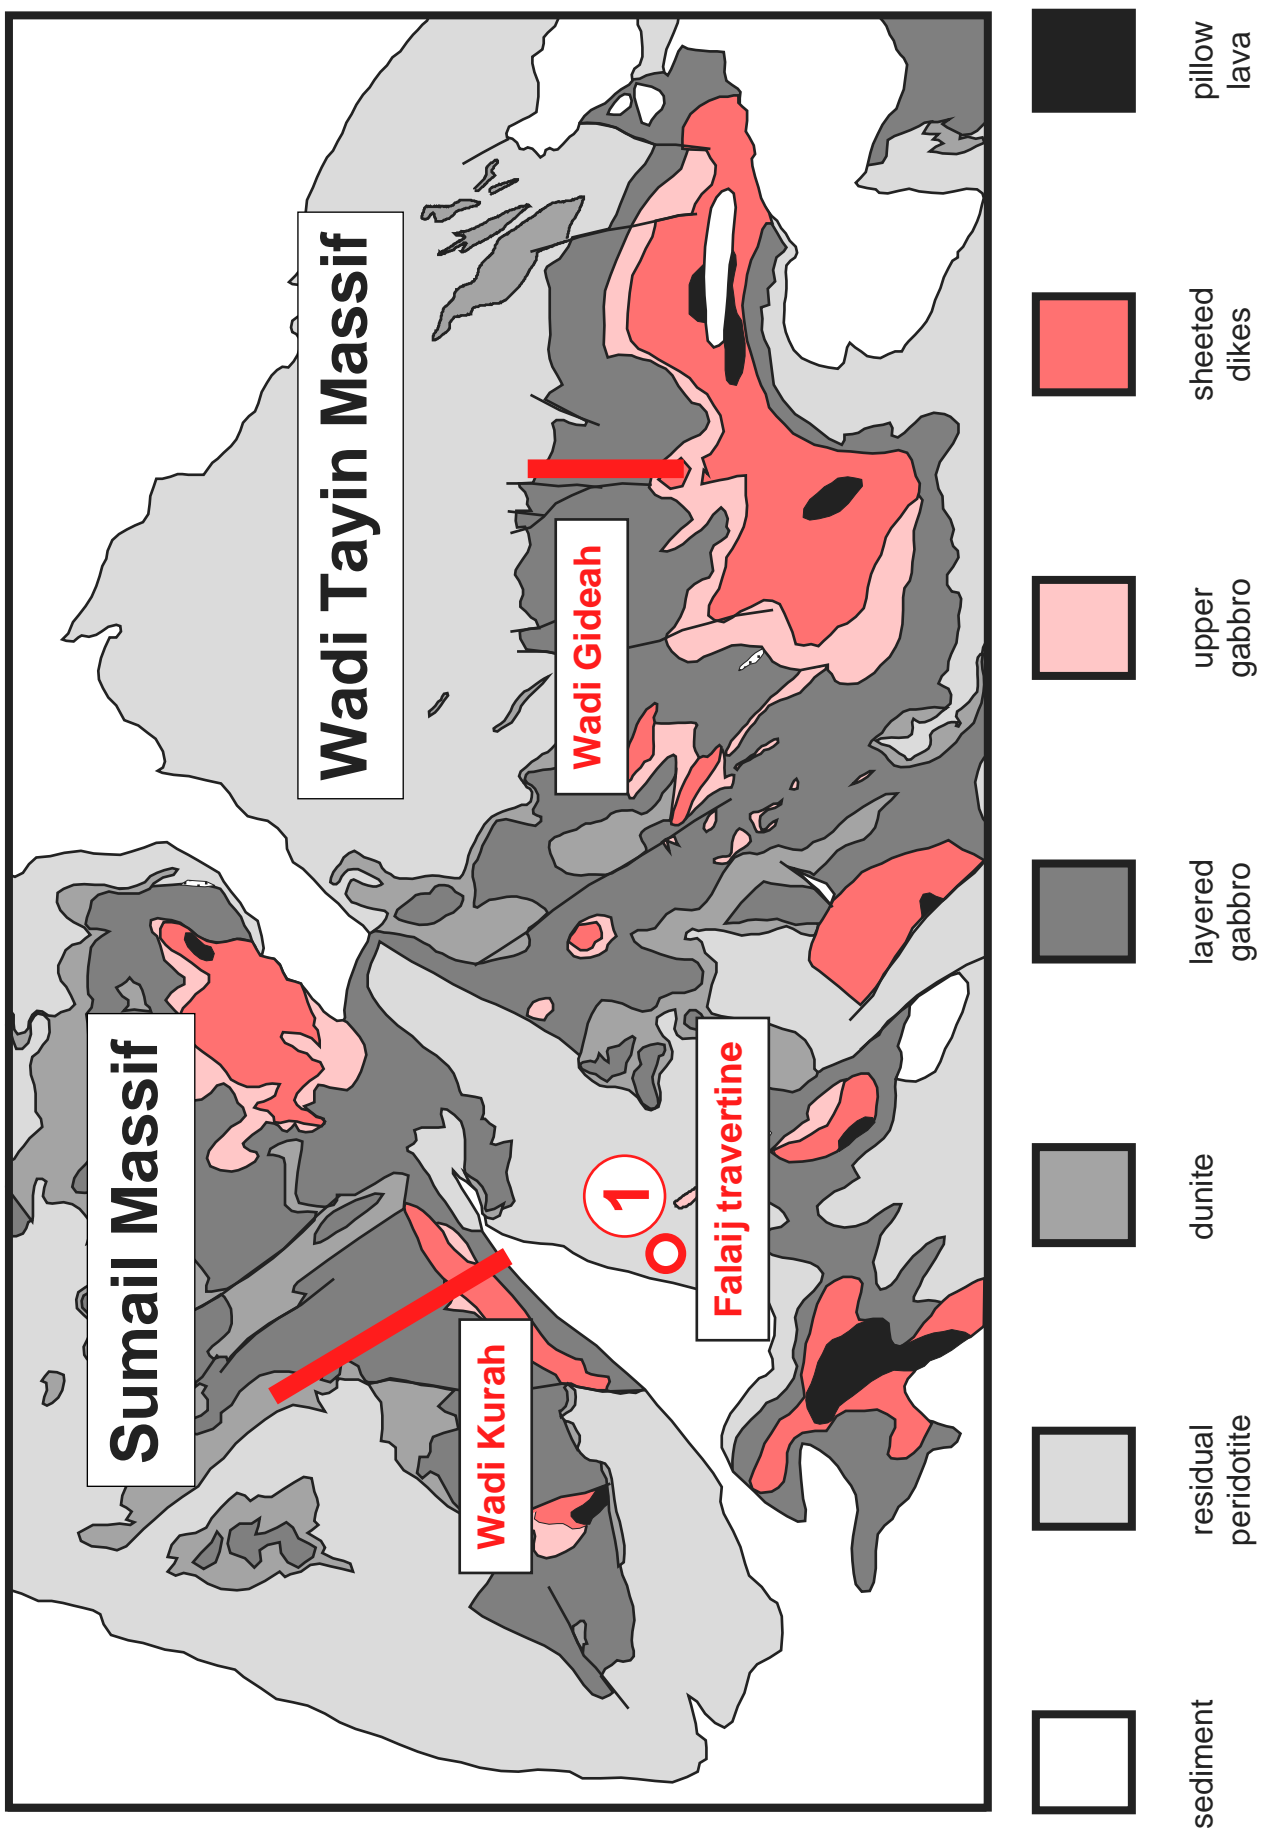 Sumail Massif
Wadi Tayin Massif
Wadi Kurah
Wadi Gideah
1
Falaij travertine
sediment
residual
peridotite
dunite
layered
gabbro
upper
gabbro
sheeted
dikes
pillow
lava